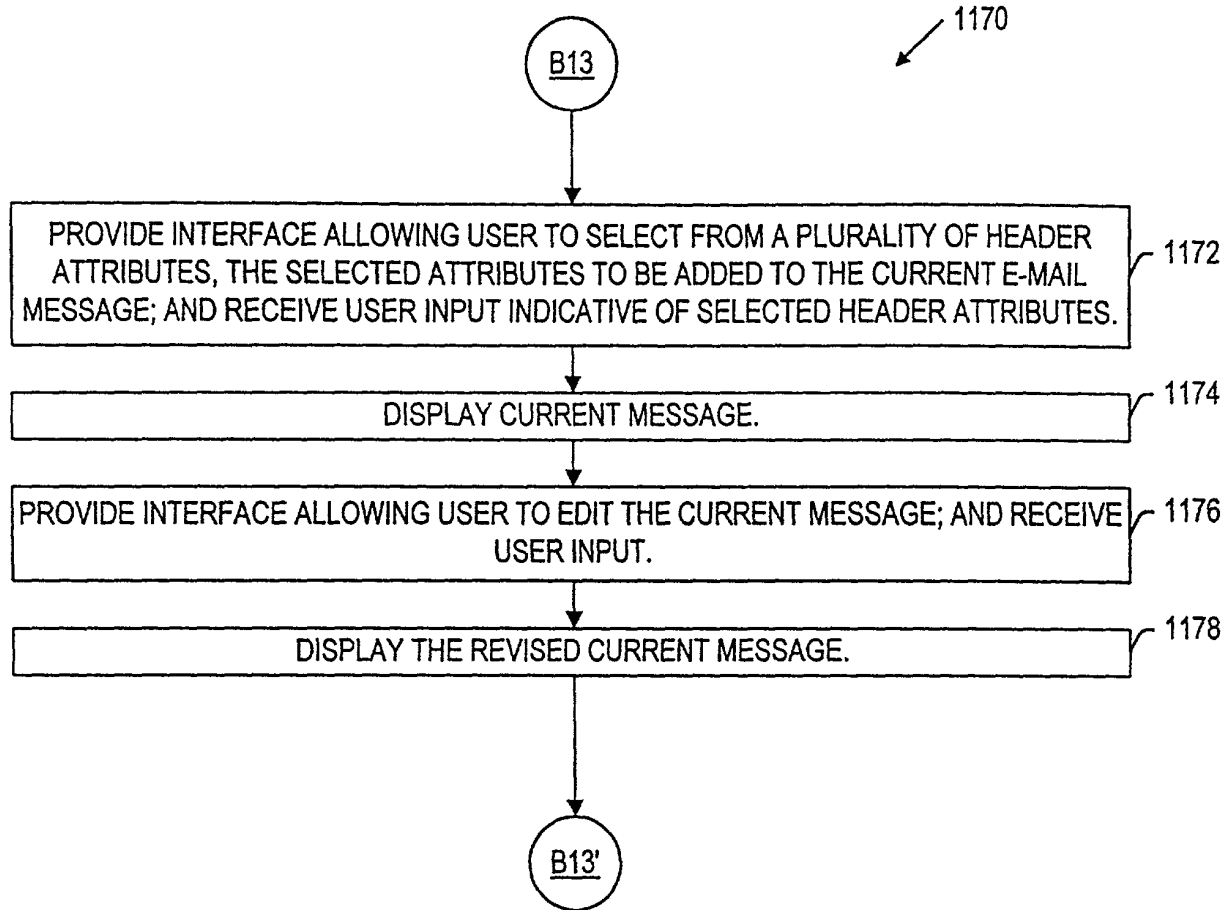 1170
B13
PROVIDE INTERFACE ALLOWING USER TO SELECT FROM A PLURALITY OF HEADER
ATTRIBUTES, THE SELECTED ATTRIBUTES TO BE ADDED TO THE CURRENT E-MAIL
MESSAGE; AND RECEIVE USER INPUT INDICATIVE OF SELECTED HEADER ATTRIBUTES.
1172
DISPLAY CURRENT MESSAGE.
1174
PROVIDE INTERFACE ALLOWING USER TO EDIT THE CURRENT MESSAGE; AND RECEIVE
USER INPUT.
1176
DISPLAY THE REVISED CURRENT MESSAGE.
1178
B13'